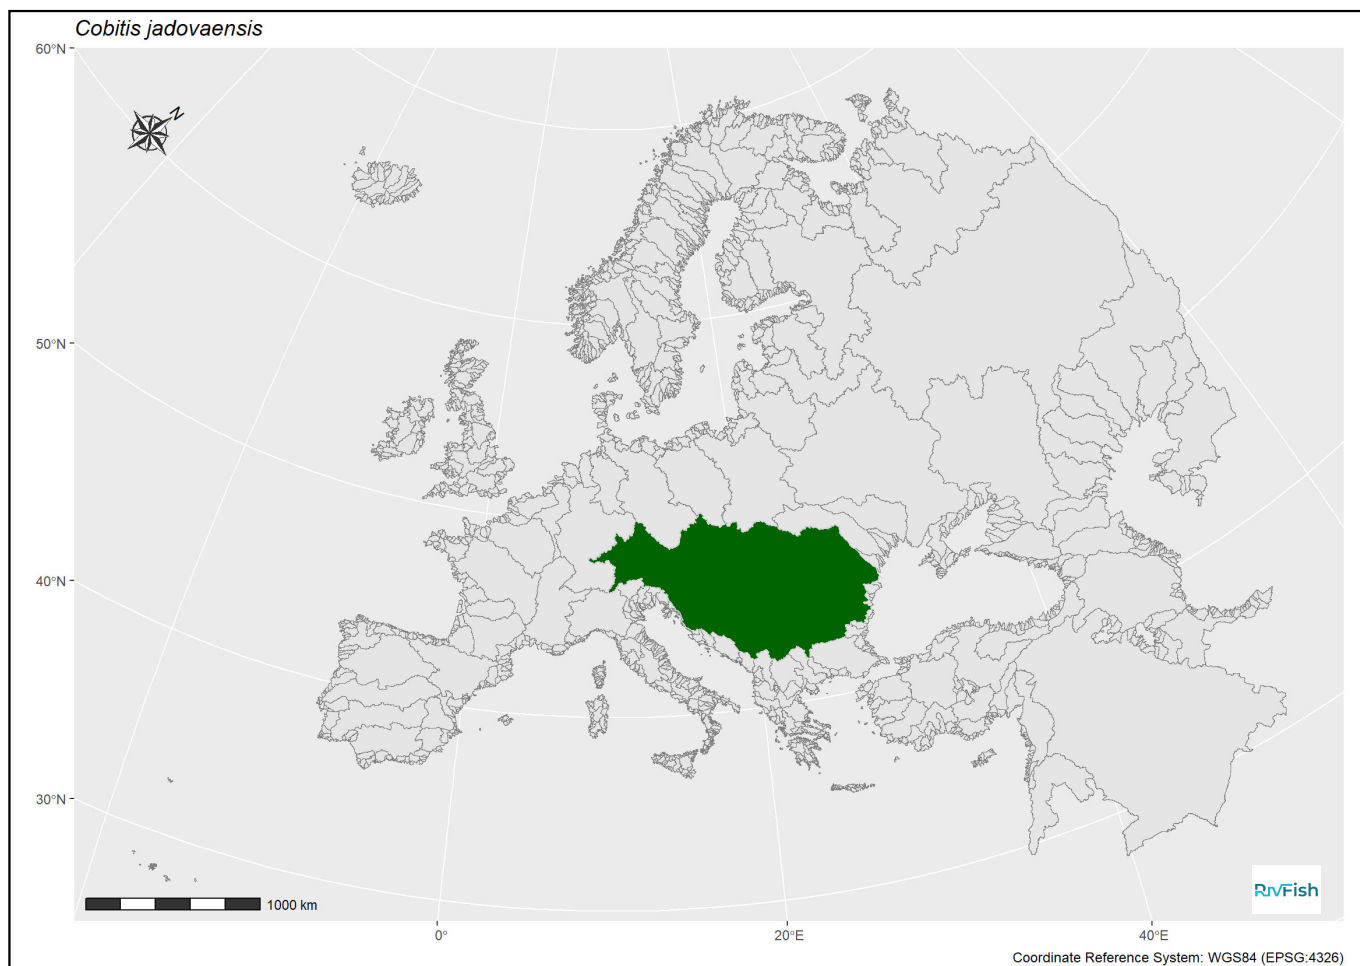 Cobitis jadovaensis
60°N
N
50°N
40°N
30°N
1000 km
RIVFish
0°
20°E
40°E
Coordinate Reference System: WGS84 (EPSG:4326)